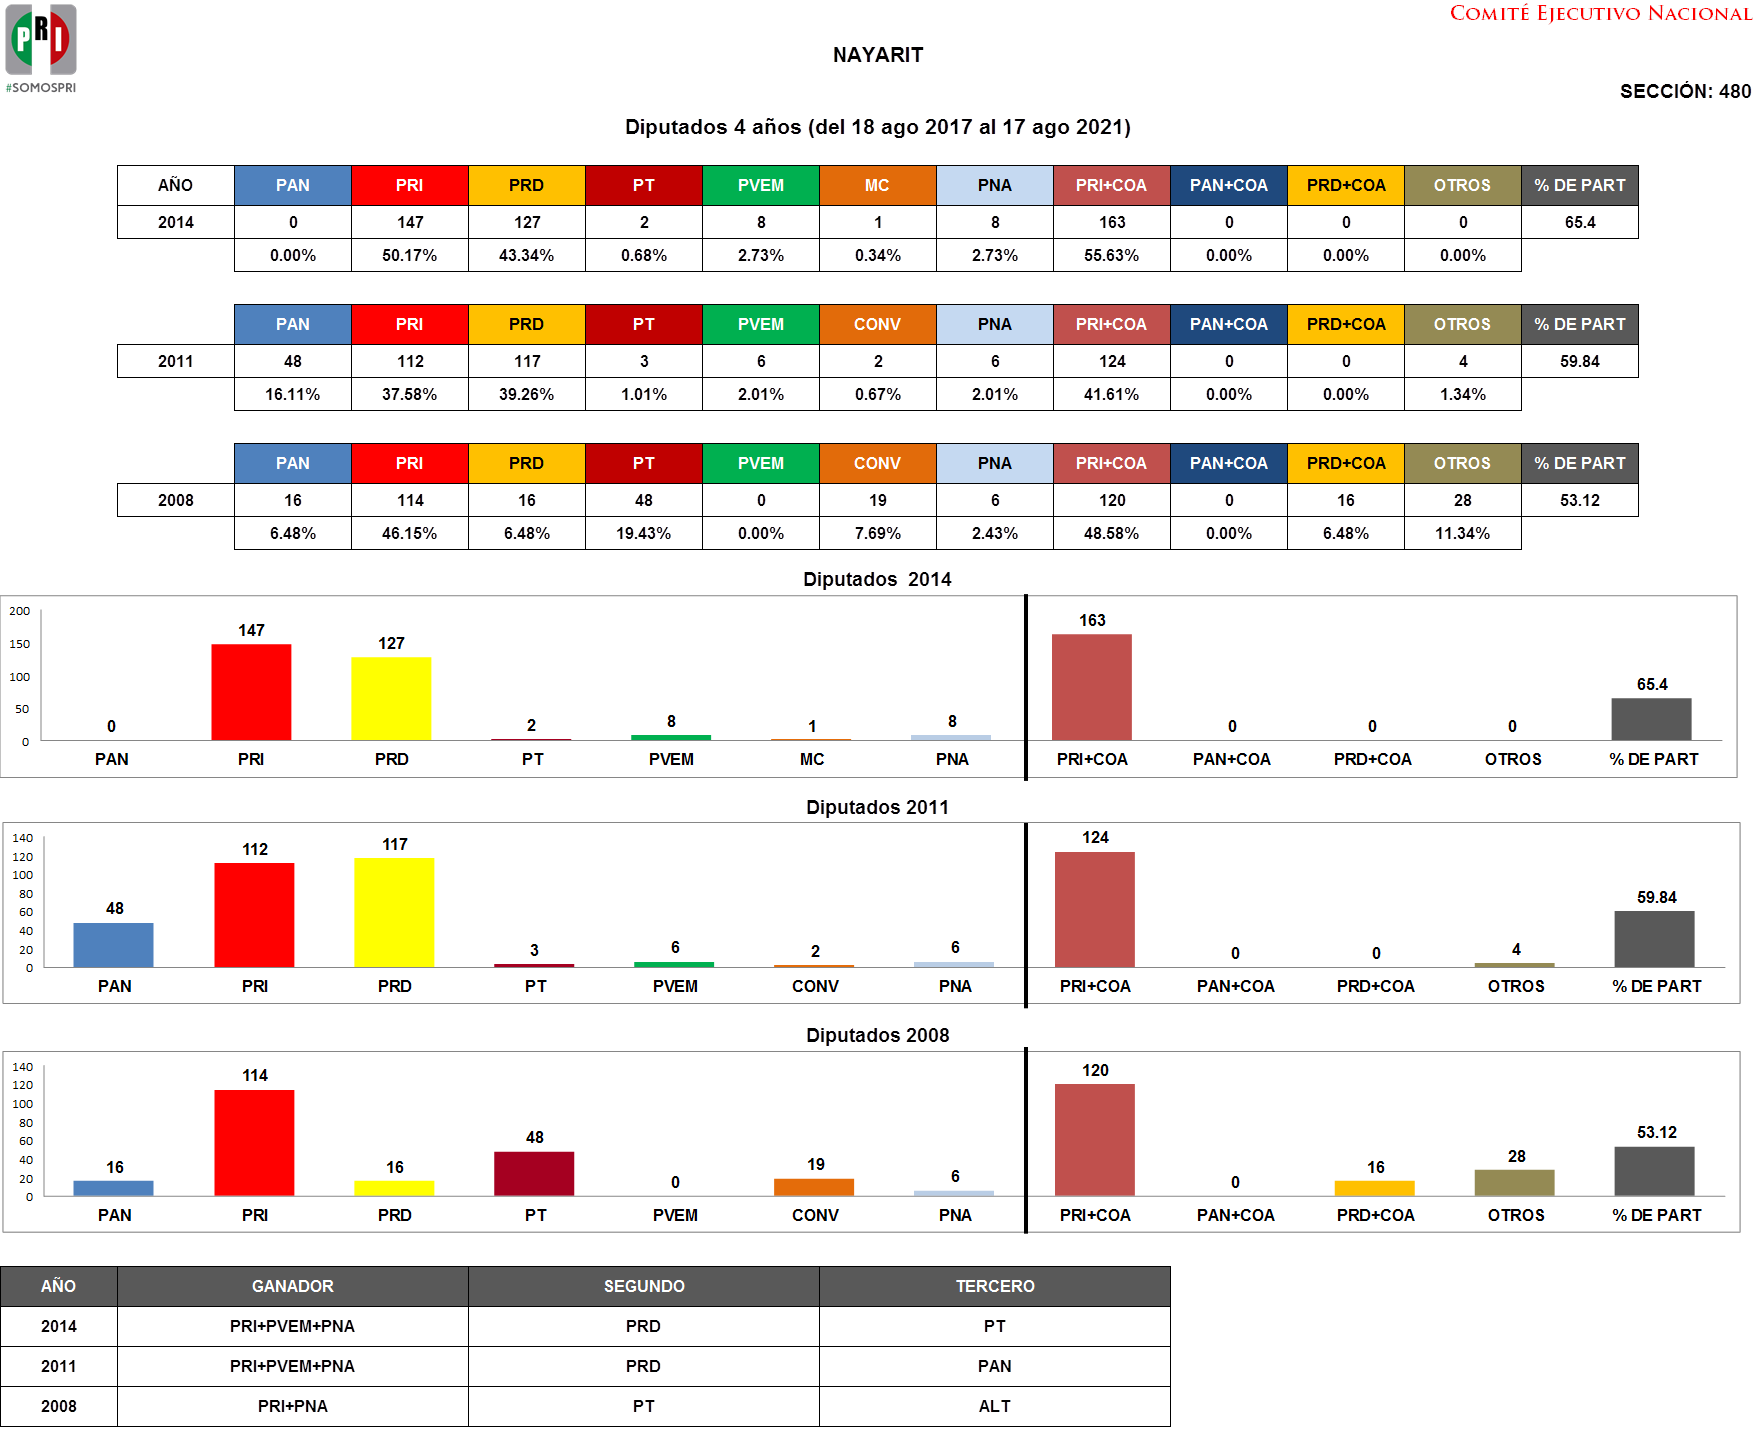 PRI
#SOMOSPRI
COMITÉ EJECUTIVO NACIONAL
NAYARIT
SECCIÓN: 480
Diputados 4 años (del 18 ago 2017 al 17 ago 2021)
AÑO PAN PRI PRD PT PVEM MC PNA PRI+COA PAN+COA PRD+COA OTROS % DE PART
2014 0 147 127 2 8 1 8 163 0 0 0 65.4
0.00% 50.17% 43.34% 0.68% 2.73% 0.34% 2.73% 55.63% 0.00% 0.00% 0.00%
PAN PRI PRD PT PVEM CONV PNA PRI+COA PAN+COA PRD+COA OTROS % DE PART
2011 48 112 117 3 6 2 6 124 0 0 4 59.84
16.11% 37.58% 39.26% 1.01% 2.01% 0.67% 2.01% 41.61% 0.00% 0.00% 1.34%
PAN PRI PRD PT PVEM CONV PNA PRI+COA PAN+COA PRD+COA OTROS % DE PART
2008 16 114 16 48 0 19 6 120 0 16 28 53.12
6.48% 46.15% 6.48% 19.43% 0.00% 7.69% 2.43% 48.58% 0.00% 6.48% 11.34%
Diputados 2014
200
150
100
50
0
0 147 127 2 8 1 8 163 0 0 0 65.4
PAN PRI PRD PT PVEM MC PNA PRI+COA PAN+COA PRD+COA OTROS % DE PART
Diputados 2011
140
120
100
80
60
40
20
0
48 112 117 3 6 2 6 124 0 0 4 59.84
PAN PRI PRD PT PVEM CONV PNA PRI+COA PAN+COA PRD+COA OTROS % DE PART
Diputados 2008
140
120
100
80
60
40
20
0
16 114 16 48 0 19 6 120 0 16 28 53.12
PAN PRI PRD PT PVEM CONV PNA PRI+COA PAN+COA PRD+COA OTROS % DE PART
AÑO GANADOR SEGUNDO TERCERO
2014 PRI+PVEM+PNA PRD PT
2011 PRI+PVEM+PNA PRD PAN
2008 PRI+PNA PT ALT